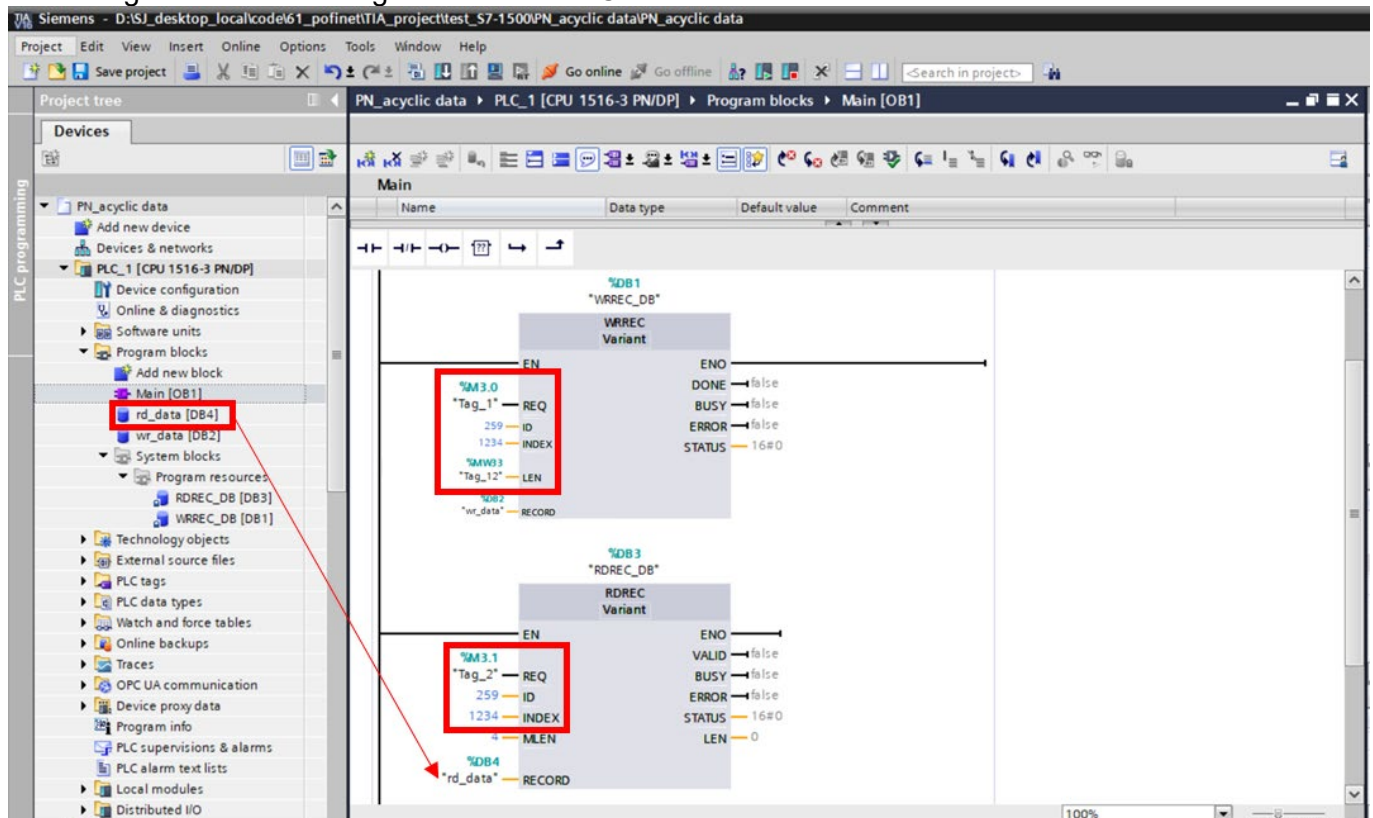 Siemens - D:\SJ_desktop_local\code\61_pofinet\TIA_project\test_S7-1500\PN_acyclic data\PN_acyclic data
Project Edit View Insert Online Options Tools Window Help
Save project Go online Go offline <Search in project>
Project tree
PN_acyclic data PLC_1 [CPU 1516-3 PN/DP] Program blocks Main [OB1]
Devices
PLC programming
PN_acyclic data
Add new device
Devices & networks
PLC_1 [CPU 1516-3 PN/DP]
Device configuration
Online & diagnostics
Software units
Program blocks
Add new block
Main [OB1]
rd_data [DB4]
wr_data [DB2]
System blocks
Program resources
RDREC_DB [DB3]
WRREC_DB [DB1]
Technology objects
External source files
PLC tags
PLC data types
Watch and force tables
Online backups
Traces
OPC UA communication
Device proxy data
Program info
PLC supervisions & alarms
PLC alarm text lists
Local modules
Distributed I/O
Main
Name Data type Default value Comment
%DB1
"WRREC_DB"
WRREC
Variant
EN ENO
%M3.0 DONE false
"Tag_1" REQ BUSY false
259 ID ERROR false
1234 INDEX STATUS 16#0
%MW33
"Tag_12" LEN
%DB2
"wr_data" RECORD
%DB3
"RDREC_DB"
RDREC
Variant
EN ENO
%M3.1 VALID false
"Tag_2" REQ BUSY false
259 ID ERROR false
1234 INDEX STATUS 16#0
4 MLEN LEN 0
%DB4
"rd_data" RECORD
100%